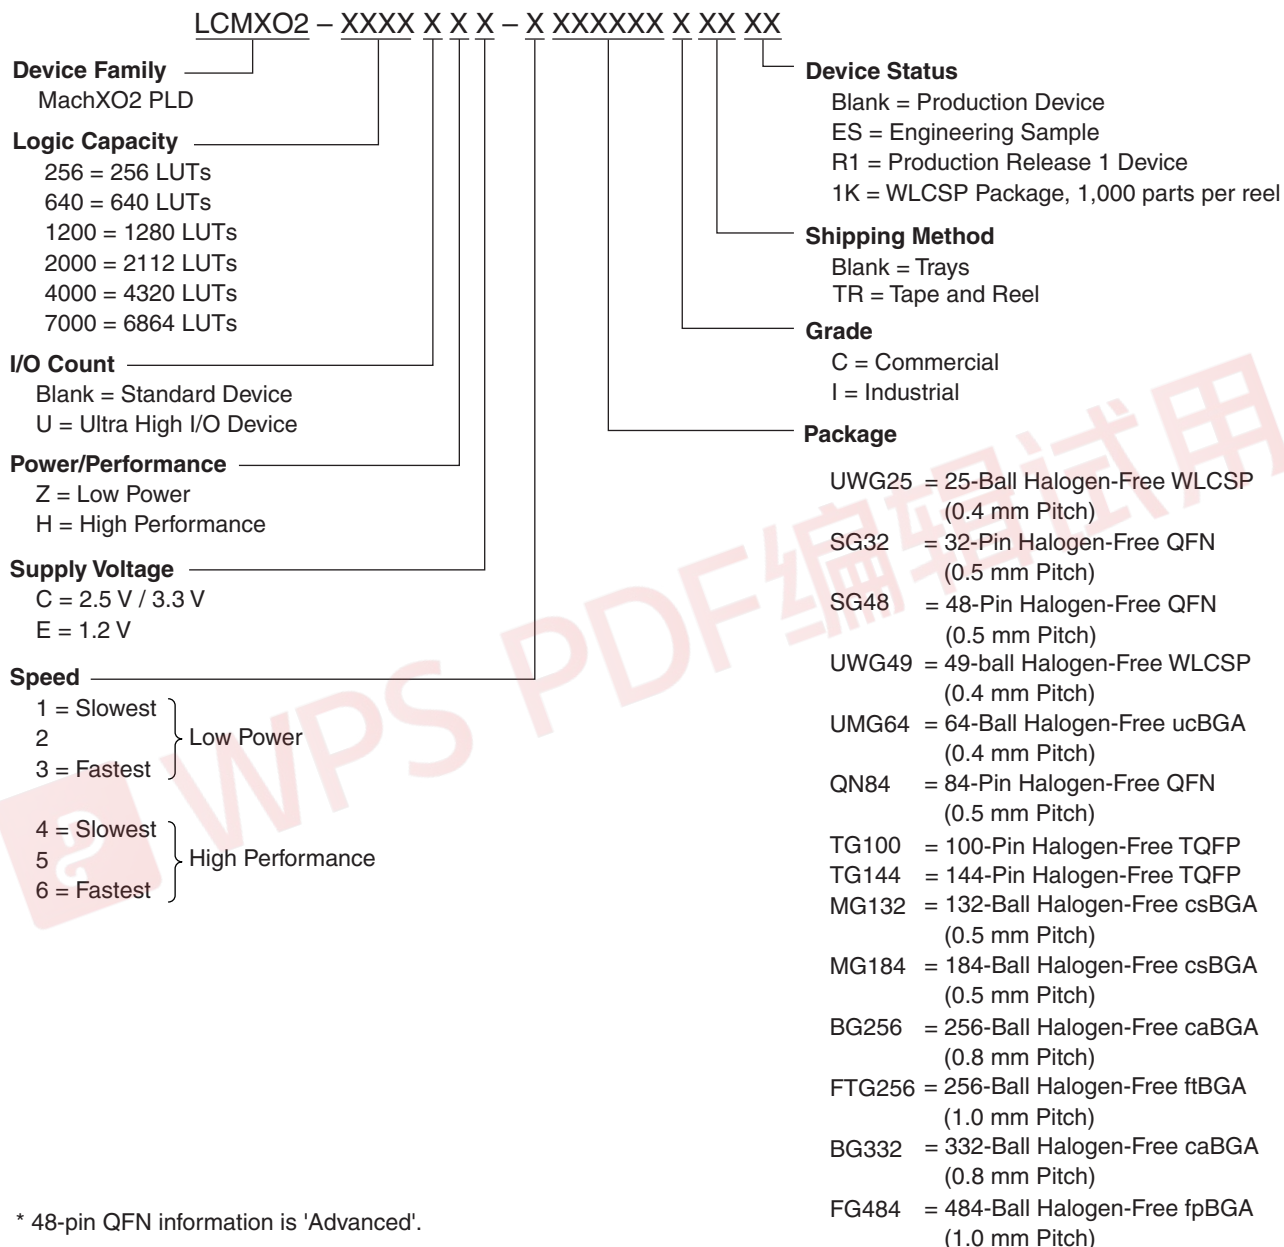 LCMXO2 – XXXX X X X – X XXXXXX X XX XX
Device Family
MachXO2 PLD
Logic Capacity
256 = 256 LUTs
640 = 640 LUTs
1200 = 1280 LUTs
2000 = 2112 LUTs
4000 = 4320 LUTs
7000 = 6864 LUTs
I/O Count
Blank = Standard Device
U = Ultra High I/O Device
Power/Performance
Z = Low Power
H = High Performance
Supply Voltage
C = 2.5 V / 3.3 V
E = 1.2 V
Speed
1 = Slowest
2
3 = Fastest
Low Power
4 = Slowest
5
6 = Fastest
High Performance
Device Status
Blank = Production Device
ES = Engineering Sample
R1 = Production Release 1 Device
1K = WLCSP Package, 1,000 parts per reel
Shipping Method
Blank = Trays
TR = Tape and Reel
Grade
C = Commercial
I = Industrial
Package
UWG25 = 25-Ball Halogen-Free WLCSP
(0.4 mm Pitch)
SG32 = 32-Pin Halogen-Free QFN
(0.5 mm Pitch)
SG48 = 48-Pin Halogen-Free QFN
(0.5 mm Pitch)
UWG49 = 49-ball Halogen-Free WLCSP
(0.4 mm Pitch)
UMG64 = 64-Ball Halogen-Free ucBGA
(0.4 mm Pitch)
QN84 = 84-Pin Halogen-Free QFN
(0.5 mm Pitch)
TG100 = 100-Pin Halogen-Free TQFP
TG144 = 144-Pin Halogen-Free TQFP
MG132 = 132-Ball Halogen-Free csBGA
(0.5 mm Pitch)
MG184 = 184-Ball Halogen-Free csBGA
(0.5 mm Pitch)
BG256 = 256-Ball Halogen-Free caBGA
(0.8 mm Pitch)
FTG256 = 256-Ball Halogen-Free ftBGA
(1.0 mm Pitch)
BG332 = 332-Ball Halogen-Free caBGA
(0.8 mm Pitch)
FG484 = 484-Ball Halogen-Free fpBGA
(1.0 mm Pitch)
* 48-pin QFN information is 'Advanced'.
WPS PDF编辑试用